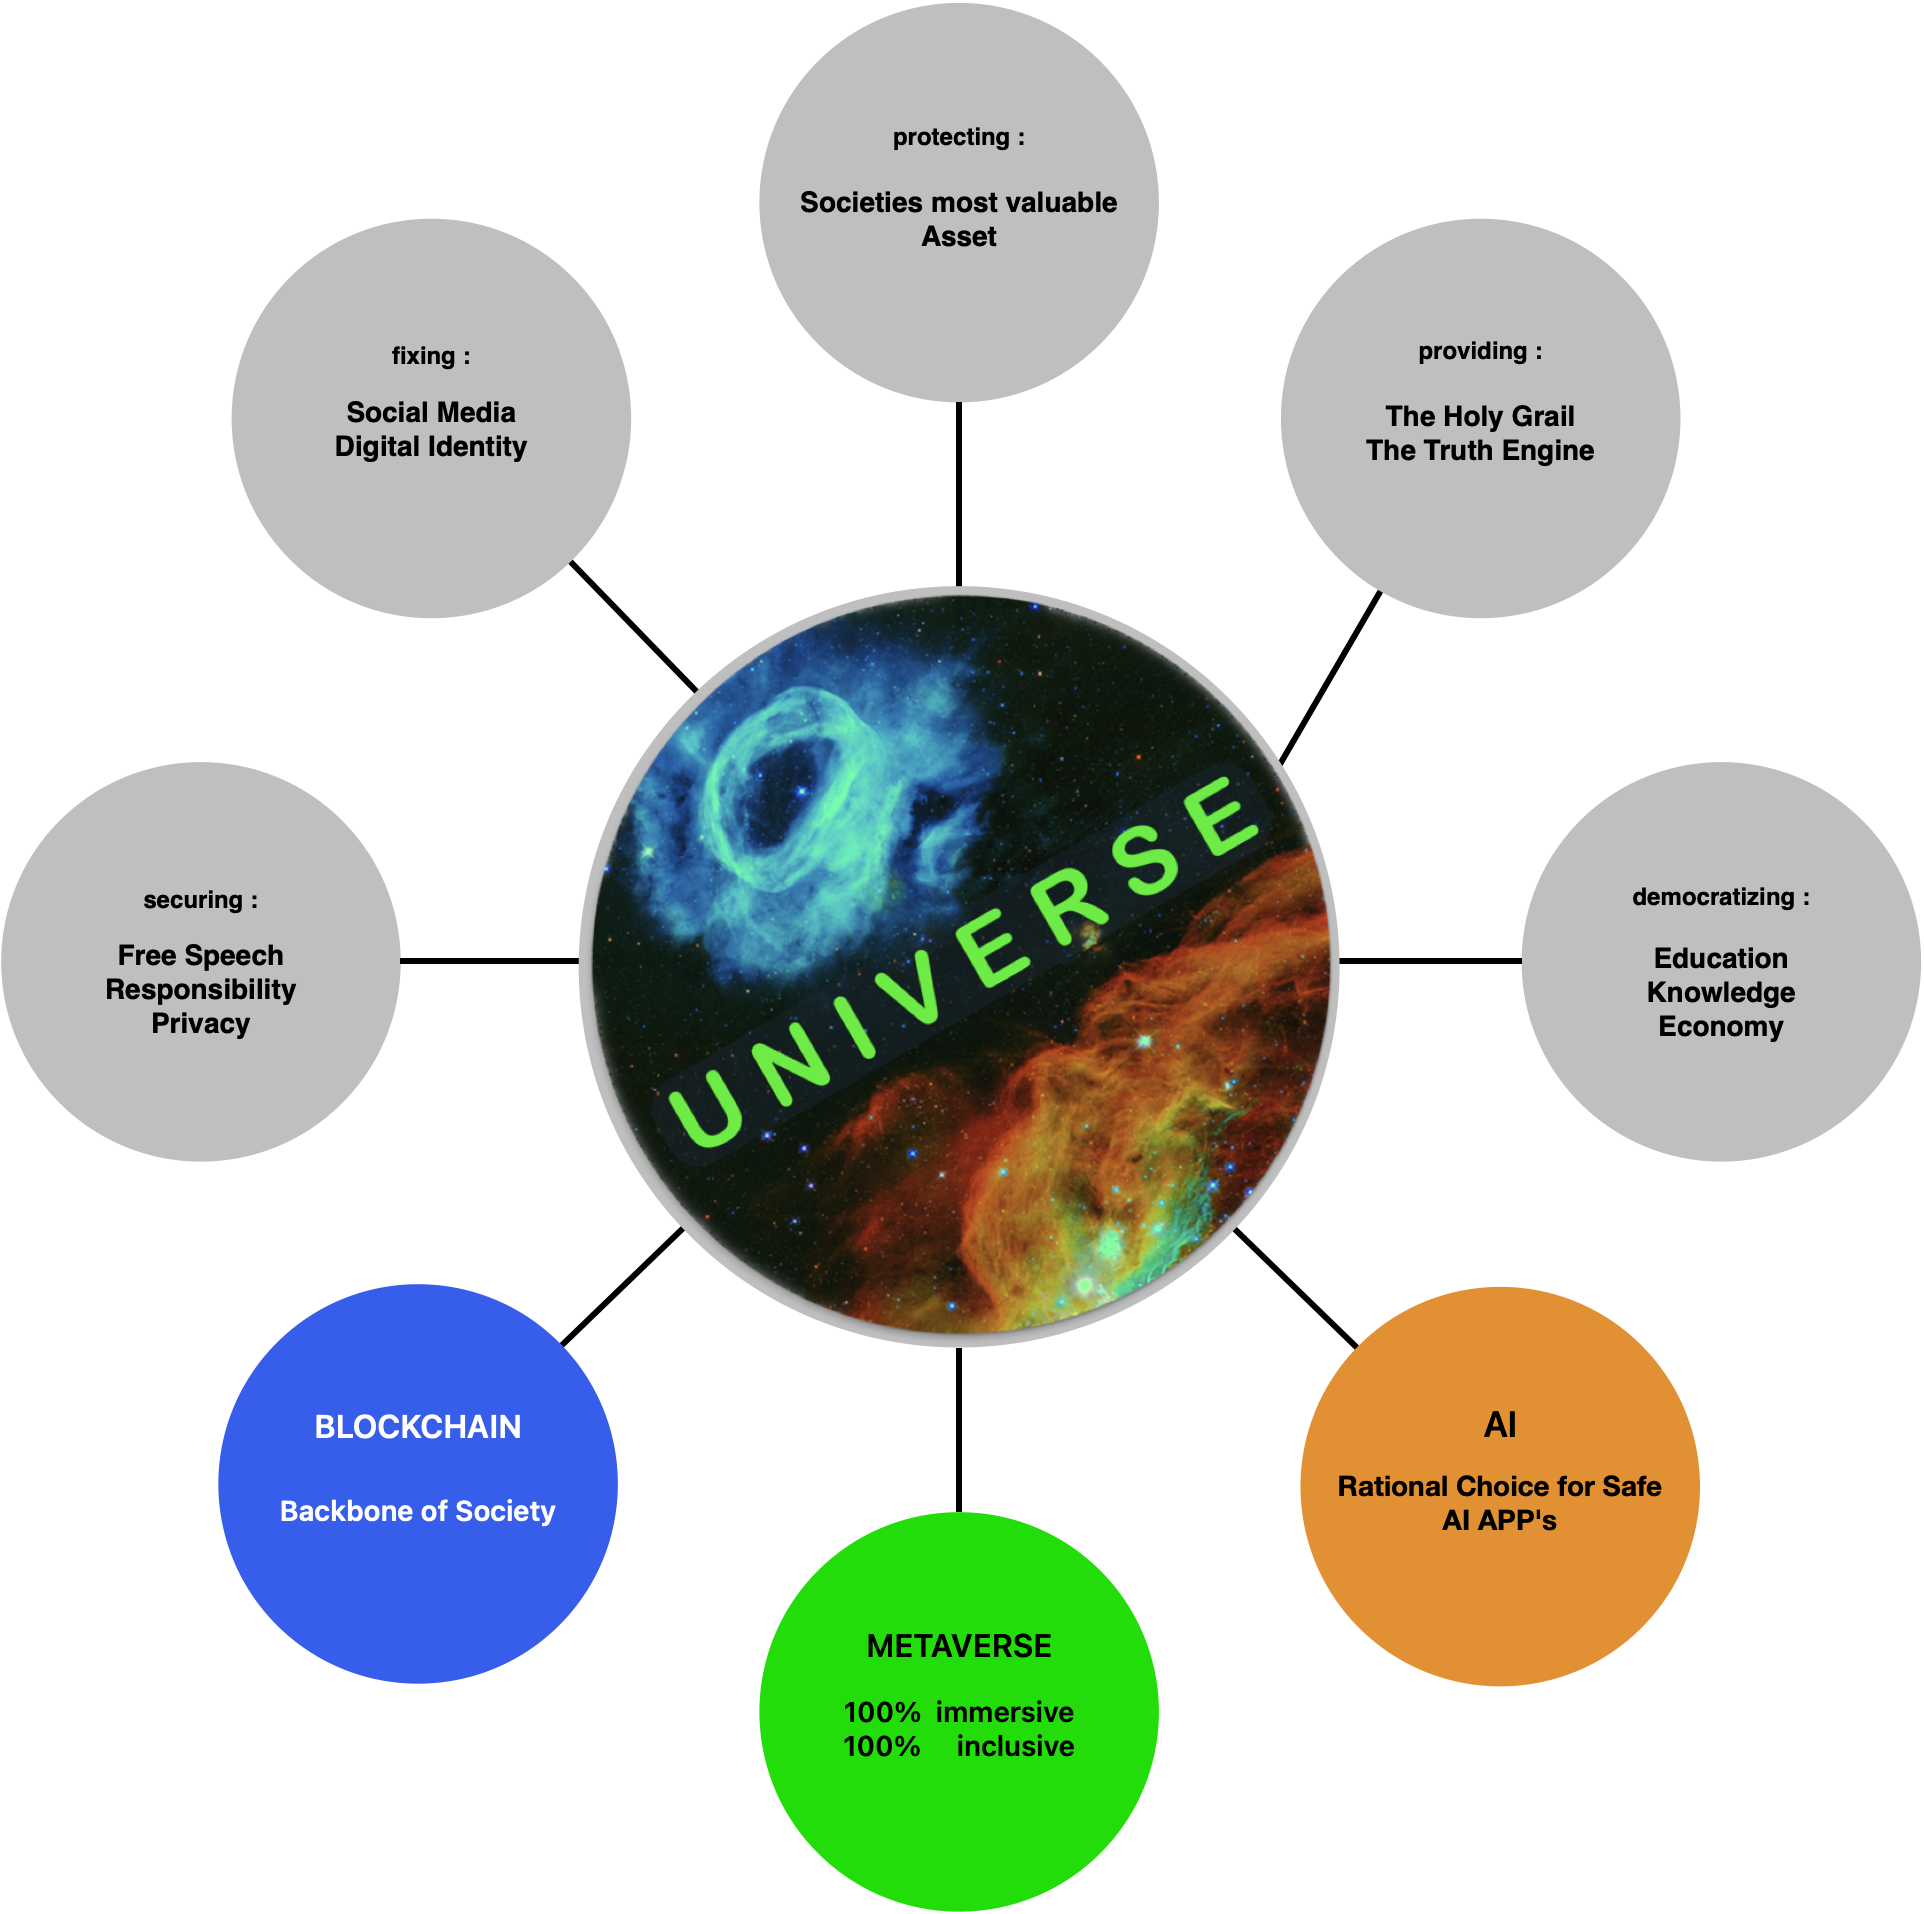 protecting :
Societies most valuable
Asset
fixing :
Social Media
Digital Identity
providing :
The Holy Grail
The Truth Engine
securing :
Free Speech
Responsibility
Privacy
UNIVERSE
democratizing :
Education
Knowledge
Economy
BLOCKCHAIN
Backbone of Society
METAVERSE
100% immersive
100% inclusive
AI
Rational Choice for Safe
AI APP's